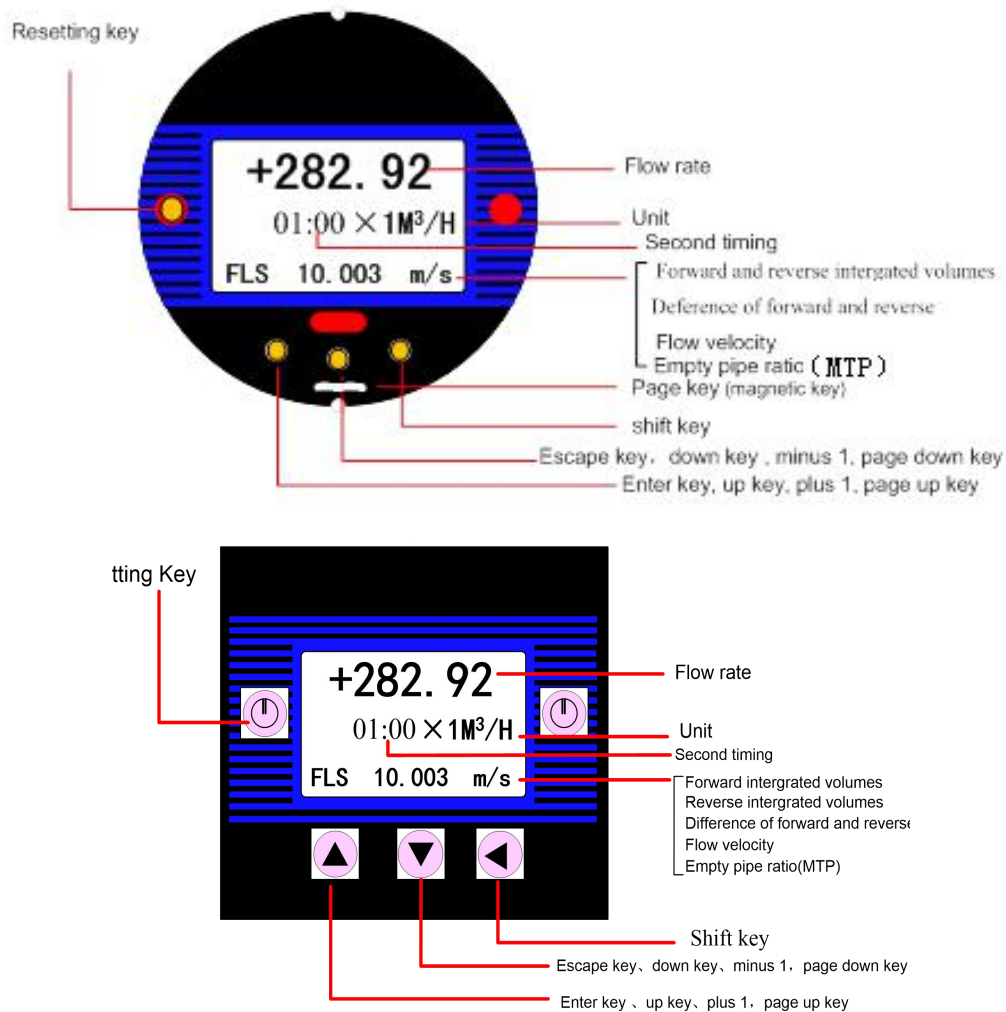 Resetting key
+282. 92
Flow rate
01:00 ×1M³/H
Unit
Second timing
FLS 10. 003 m/s
Forward and reverse intergated volumes
Deference of forward and reverse
Flow velocity
Empty pipe ratic (MTP)
Page key (magnetic key)
shift key
Escape key, down key , minus 1, page down key
Enter key, up key, plus 1, page up key
tting Key
+282. 92
Flow rate
01:00 ×1M³/H
Unit
Second timing
FLS 10. 003 m/s
Forward intergrated volumes
Reverse intergrated volumes
Difference of forward and reverse
Flow velocity
Empty pipe ratio(MTP)
Shift key
Escape key、down key、minus 1，page down key
Enter key 、up key、plus 1，page up key